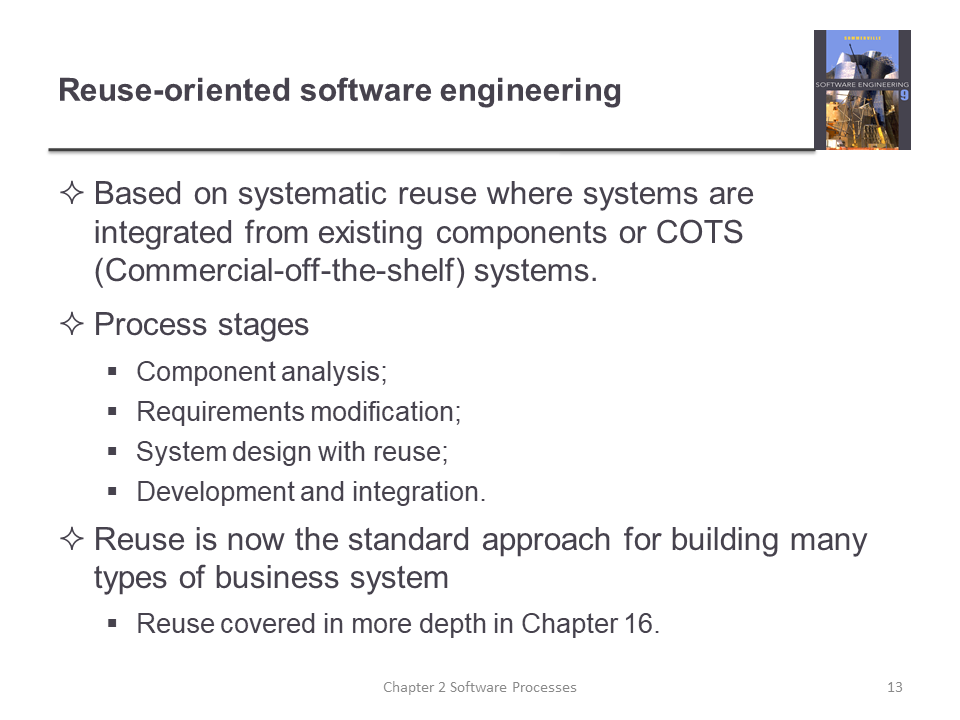 SOMMERVILLE
SOFTWARE ENGINEERING
9
Reuse-oriented software engineering
✧ Based on systematic reuse where systems are
integrated from existing components or COTS
(Commercial-off-the-shelf) systems.
✧ Process stages
▪ Component analysis;
▪ Requirements modification;
▪ System design with reuse;
▪ Development and integration.
✧ Reuse is now the standard approach for building many
types of business system
▪ Reuse covered in more depth in Chapter 16.
Chapter 2 Software Processes
13